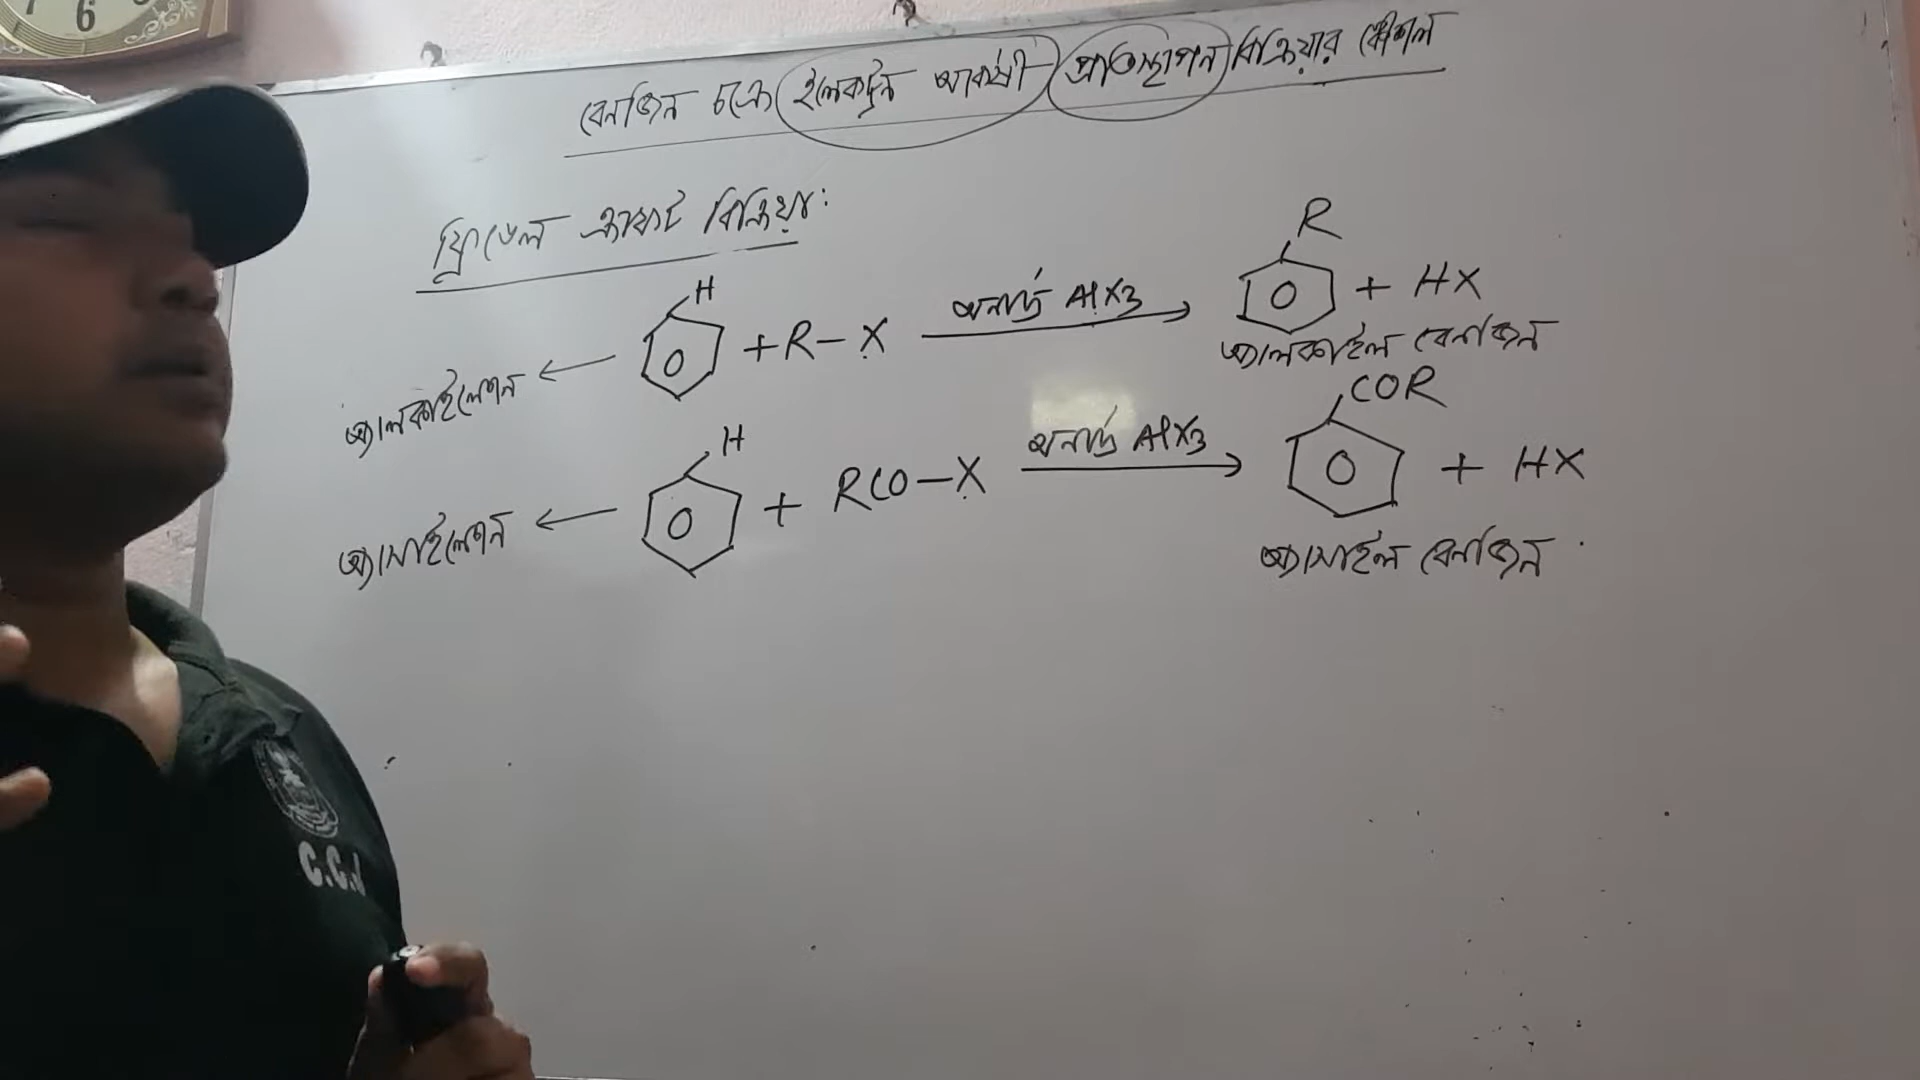 বেনজিন চক্রে ইলেকট্রন আকর্ষী প্রতিস্থাপন বিক্রিয়ার কৌশল
ফ্রিডেল ক্রাফট বিক্রিয়া:
H + R-X অনার্দ্র AlX3 R + HX
অ্যালকাইলেশন
অ্যালকাইল বেনজিন
H + RCO-X অনার্দ্র AlX3 COR + HX
অ্যাসাইলেশন
অ্যাসাইল বেনজিন
6